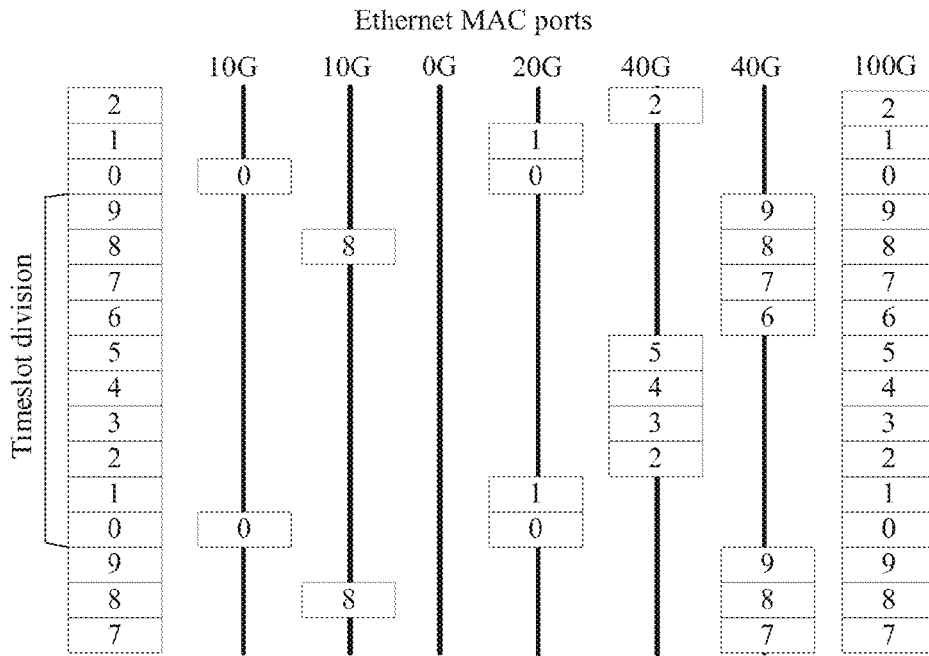 Ethernet MAC ports
10G 10G 0G 20G 40G 40G 100G
2 2 2
1 1 1
0 0 0 0
9 9 9
8 8 8 8
7 7 7
6 6 6
5 5 5
4 4 4
3 3 3
2 2 2
1 1 1
0 0 0 0
9 9 9
8 8 8 8
7 7 7
Timeslot division